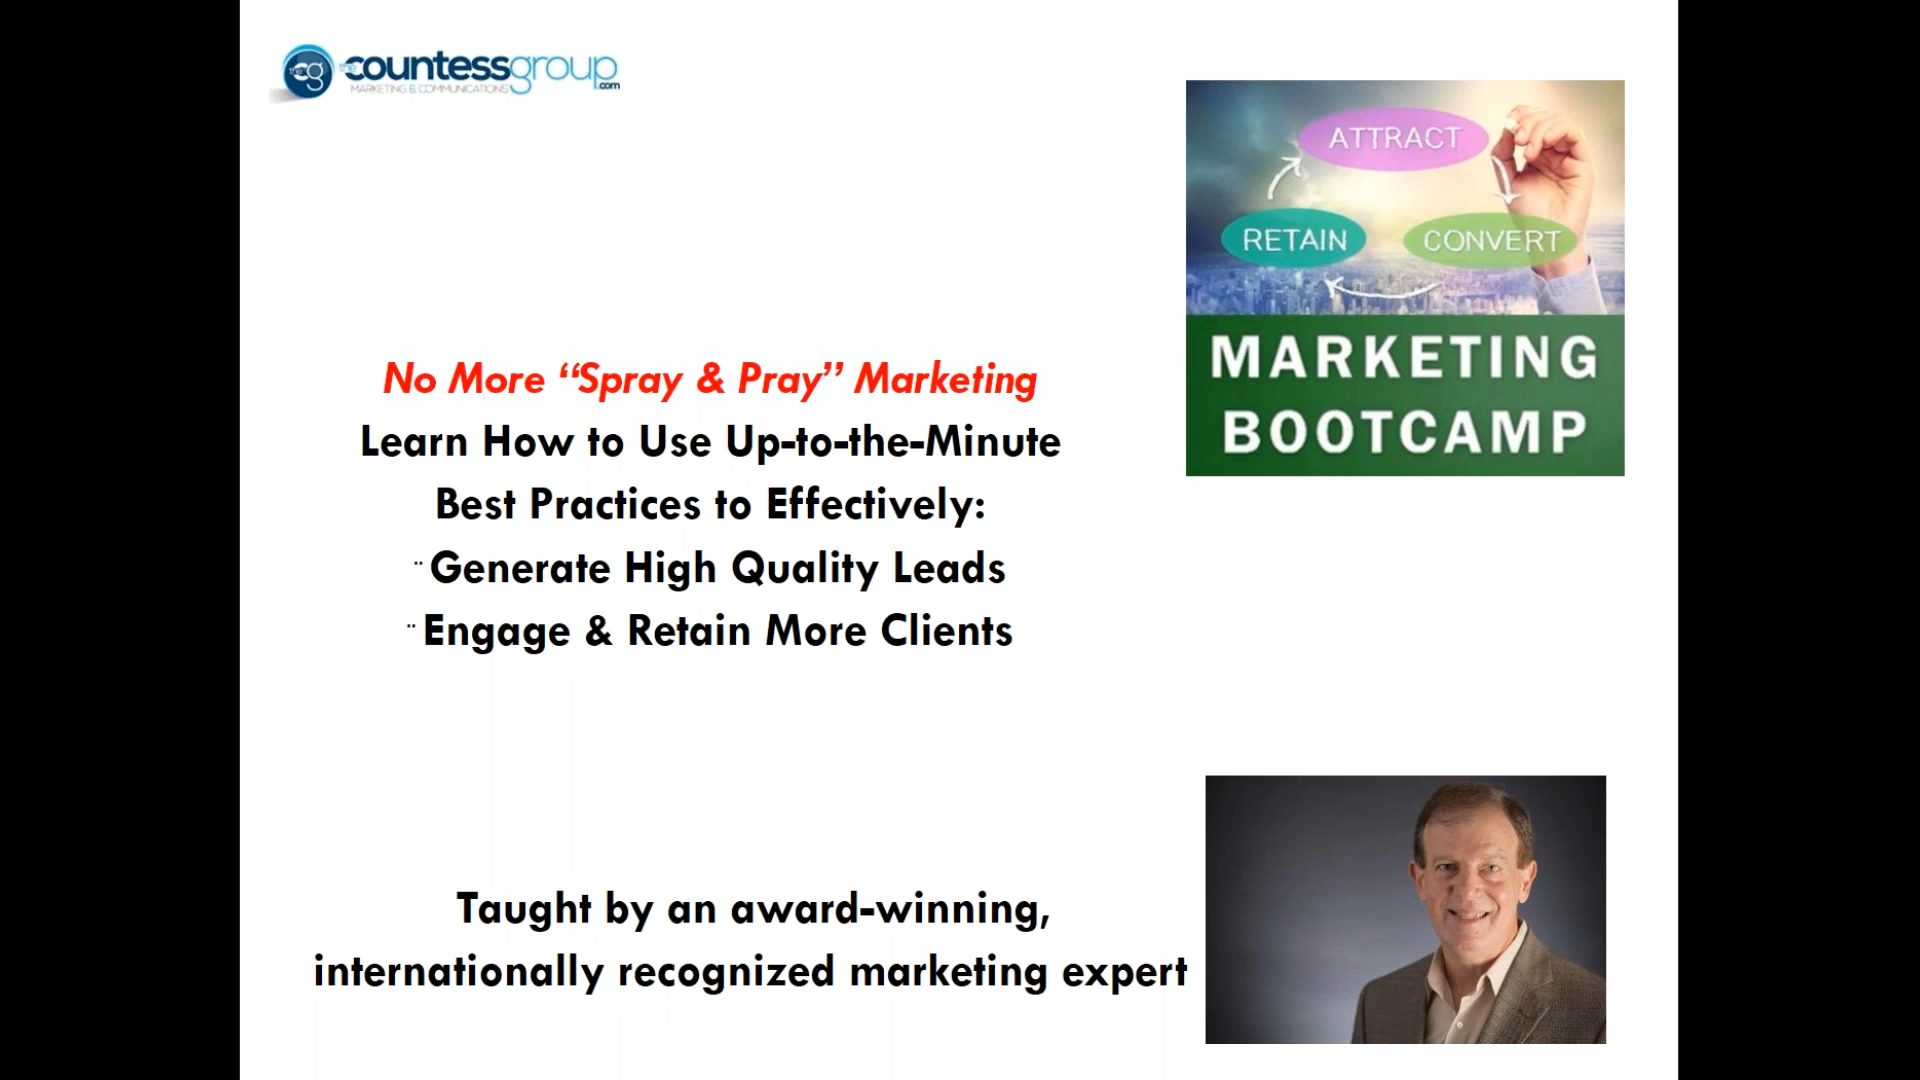 the countessgroup.com
MARKETING & COMMUNICATIONS
ATTRACT
RETAIN
CONVERT
MARKETING
BOOTCAMP
No More “Spray & Pray” Marketing
Learn How to Use Up-to-the-Minute
Best Practices to Effectively:
¨ Generate High Quality Leads
¨ Engage & Retain More Clients
Taught by an award-winning,
internationally recognized marketing expert